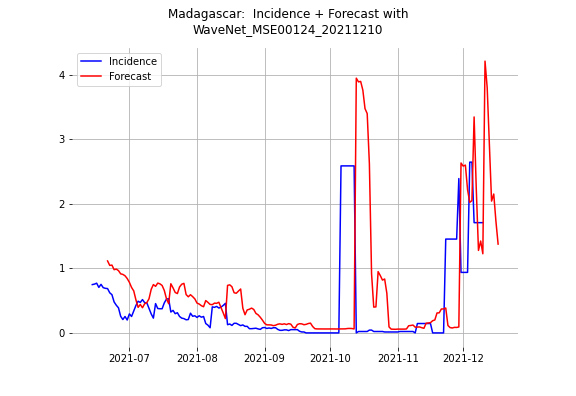 Madagascar:  Incidence + Forecast with
WaveNet_MSE00124_20211210
Incidence
Forecast
4
3
2
1
0
2021-07
2021-08
2021-09
2021-10
2021-11
2021-12